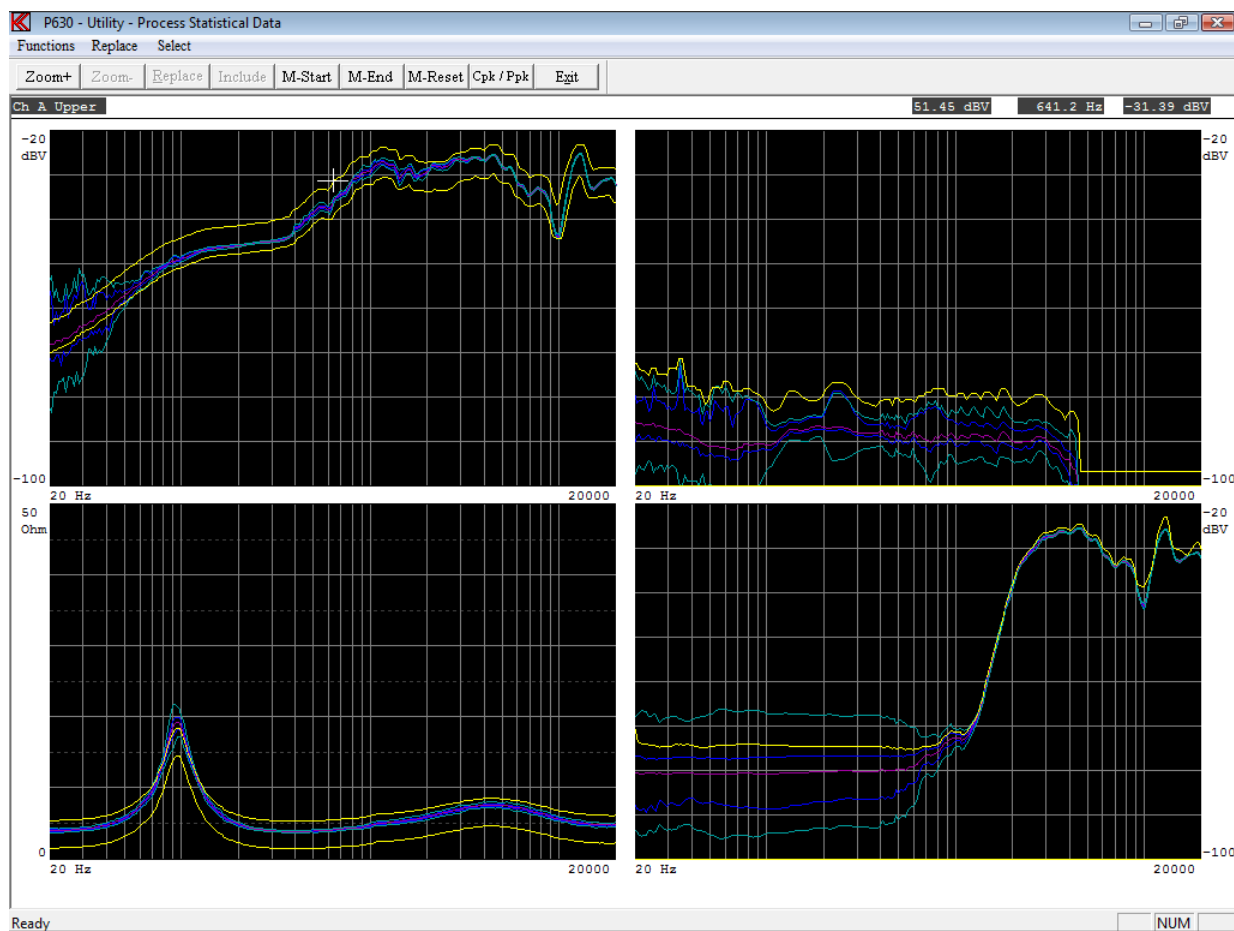 P630 - Utility - Process Statistical Data
Functions Replace Select
Zoom+ Zoom- Replace Include M-Start M-End M-Reset Cpk / Ppk Exit
Ch A Upper 51.45 dBV 641.2 Hz -31.39 dBV
-20
dBV
-100
20 Hz 20000
-20
dBV
-100
20 Hz 20000
50
Ohm
0
20 Hz 20000
-20
dBV
-100
20 Hz 20000
Ready NUM